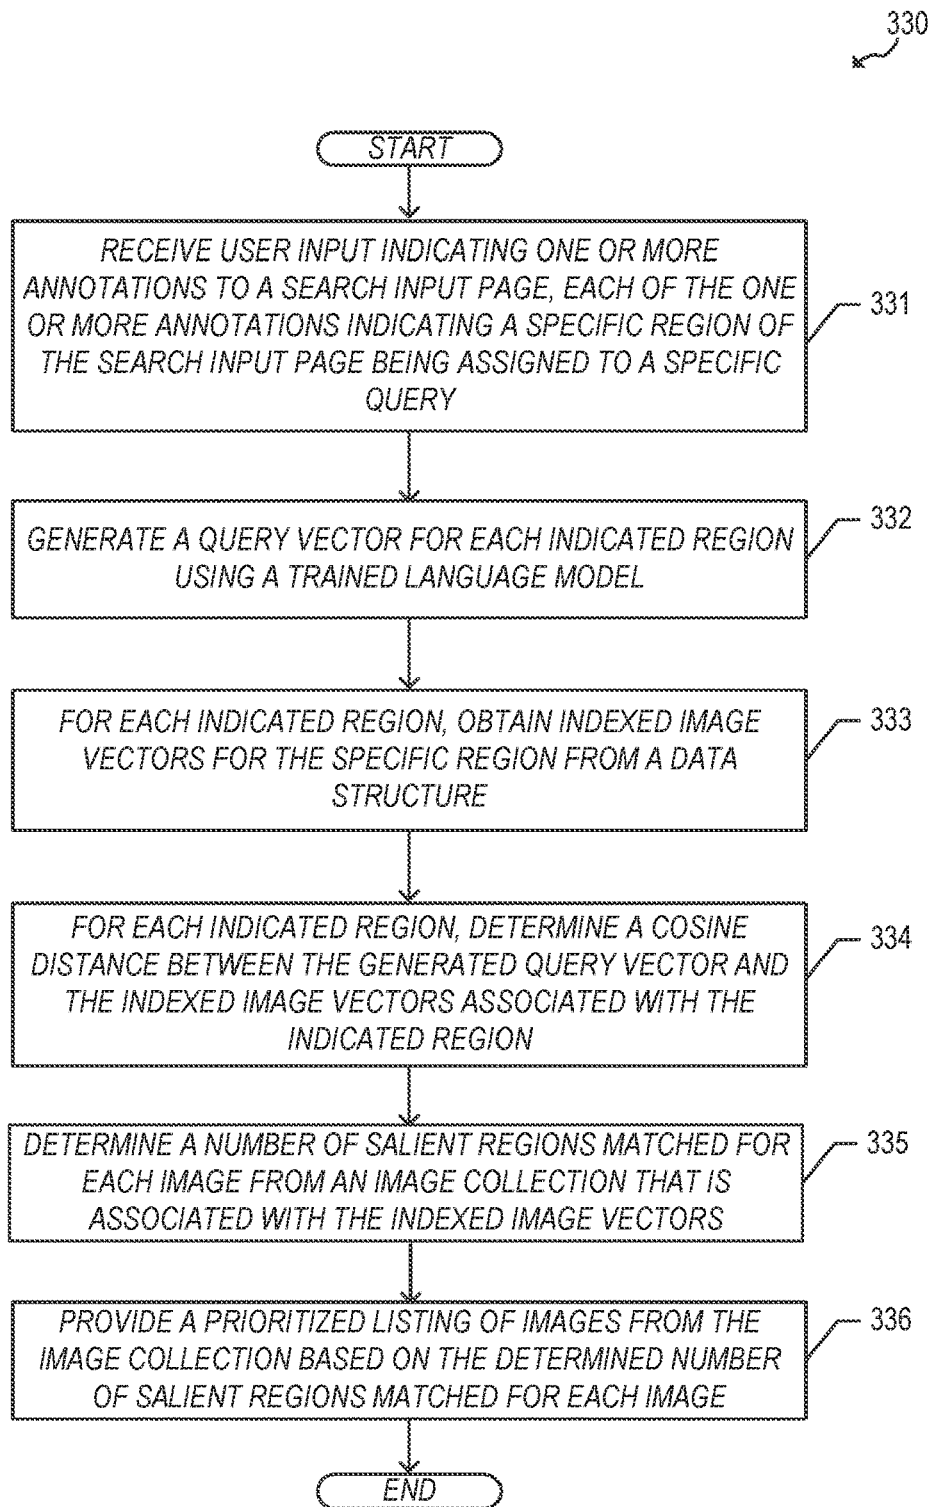 330
START
RECEIVE USER INPUT INDICATING ONE OR MORE
ANNOTATIONS TO A SEARCH INPUT PAGE, EACH OF THE ONE
OR MORE ANNOTATIONS INDICATING A SPECIFIC REGION OF
THE SEARCH INPUT PAGE BEING ASSIGNED TO A SPECIFIC
QUERY
331
GENERATE A QUERY VECTOR FOR EACH INDICATED REGION
USING A TRAINED LANGUAGE MODEL
332
FOR EACH INDICATED REGION, OBTAIN INDEXED IMAGE
VECTORS FOR THE SPECIFIC REGION FROM A DATA
STRUCTURE
333
FOR EACH INDICATED REGION, DETERMINE A COSINE
DISTANCE BETWEEN THE GENERATED QUERY VECTOR AND
THE INDEXED IMAGE VECTORS ASSOCIATED WITH THE
INDICATED REGION
334
DETERMINE A NUMBER OF SALIENT REGIONS MATCHED FOR
EACH IMAGE FROM AN IMAGE COLLECTION THAT IS
ASSOCIATED WITH THE INDEXED IMAGE VECTORS
335
PROVIDE A PRIORITIZED LISTING OF IMAGES FROM THE
IMAGE COLLECTION BASED ON THE DETERMINED NUMBER
OF SALIENT REGIONS MATCHED FOR EACH IMAGE
336
END